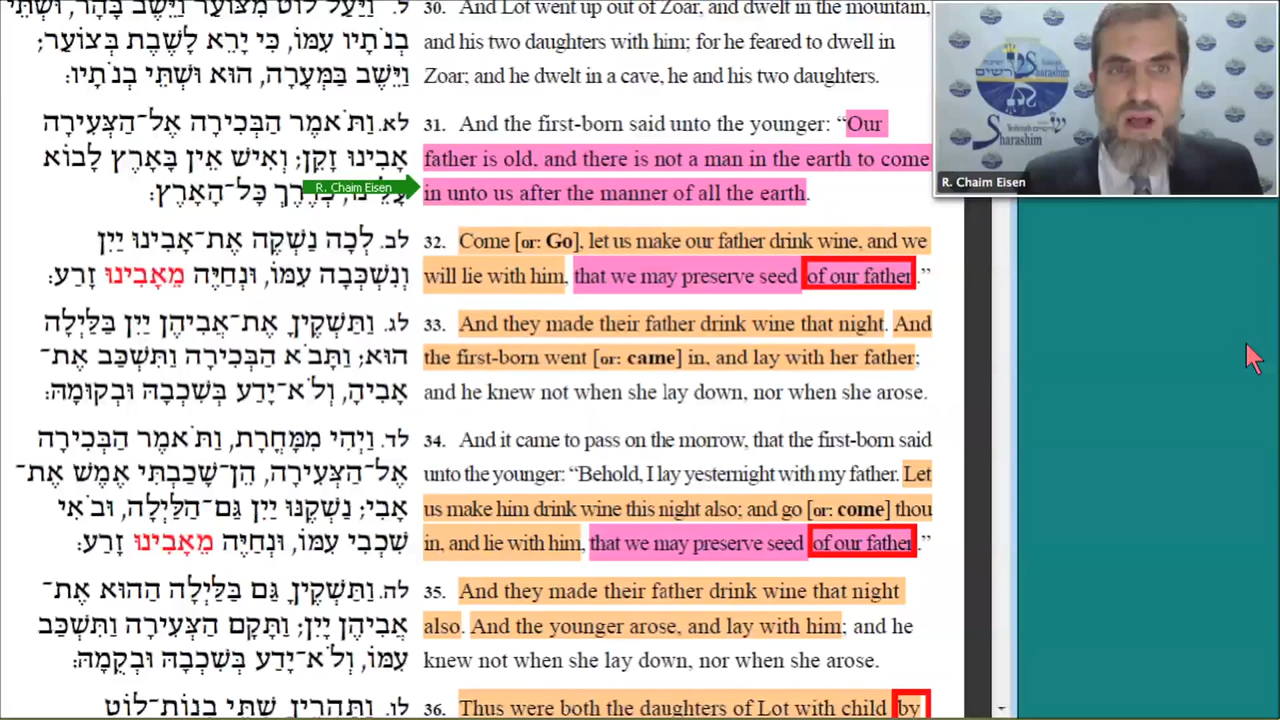 ל. וַיַּעַל לוֹט מִצּוֹעַר וַיֵּשֶׁב בָּהָר, וּשְׁתֵּי
בְנֹתָיו עִמּוֹ, כִּי יָרֵא לָשֶׁבֶת בְּצוֹעַר;
וַיֵּשֶׁב בַּמְּעָרָה, הוּא וּשְׁתֵּי בְנֹתָיו:
לא. וַתֹּאמֶר הַבְּכִירָה אֶל־הַצְּעִירָה
אָבִינוּ זָקֵן; וְאִישׁ אֵין בָּאָרֶץ לָבוֹא
עָלֵינוּ, כְּדֶרֶךְ כָּל־הָאָרֶץ:
לב. לְכָה נַשְׁקֶה אֶת־אָבִינוּ יַיִן
וְנִשְׁכְּבָה עִמּוֹ, וּנְחַיֶּה מֵאָבִינוּ זָרַע:
לג. וַתַּשְׁקֶיןָ, אֶת־אֲבִיהֶן יַיִן בַּלַּיְלָה
הוּא; וַתָּבֹא הַבְּכִירָה וַתִּשְׁכַּב אֶת־
אָבִיהָ, וְלֹא־יָדַע בְּשִׁכְבָהּ וּבְקוּמָהּ:
לד. וַיְהִי מִמָּחֳרָת, וַתֹּאמֶר הַבְּכִירָה
אֶל־הַצְּעִירָה, הֵן־שָׁכַבְתִּי אֶמֶשׁ אֶת־
אָבִי; נַשְׁקֶנּוּ יַיִן גַּם־הַלַּיְלָה, וּבֹאִי
שִׁכְבִי עִמּוֹ, וּנְחַיֶּה מֵאָבִינוּ זָרַע:
לה. וַתַּשְׁקֶיןָ, גַּם בַּלַּיְלָה הַהוּא אֶת־
אֲבִיהֶן יָיִן; וַתָּקָם הַצְּעִירָה וַתִּשְׁכַּב
עִמּוֹ, וְלֹא־יָדַע בְּשִׁכְבָהּ וּבְקֻמָהּ:
לו. וַתַּהֲרֶיןָ שְׁתֵּי בְנוֹת־לוֹט
30. And Lot went up out of Zoar, and dwelt in the mountain,
and his two daughters with him; for he feared to dwell in
Zoar; and he dwelt in a cave, he and his two daughters.
31. And the first-born said unto the younger: “Our
father is old, and there is not a man in the earth to come
in unto us after the manner of all the earth.
32. Come [or: Go], let us make our father drink wine, and we
will lie with him, that we may preserve seed of our father.”
33. And they made their father drink wine that night. And
the first-born went [or: came] in, and lay with her father;
and he knew not when she lay down, nor when she arose.
34. And it came to pass on the morrow, that the first-born said
unto the younger: “Behold, I lay yesternight with my father. Let
us make him drink wine this night also; and go [or: come] thou
in, and lie with him, that we may preserve seed of our father.”
35. And they made their father drink wine that night
also. And the younger arose, and lay with him; and he
knew not when she lay down, nor when she arose.
36. Thus were both the daughters of Lot with child by
R. Chaim Eisen
Sharashim
Yeshivath
Sharashim
R. Chaim Eisen